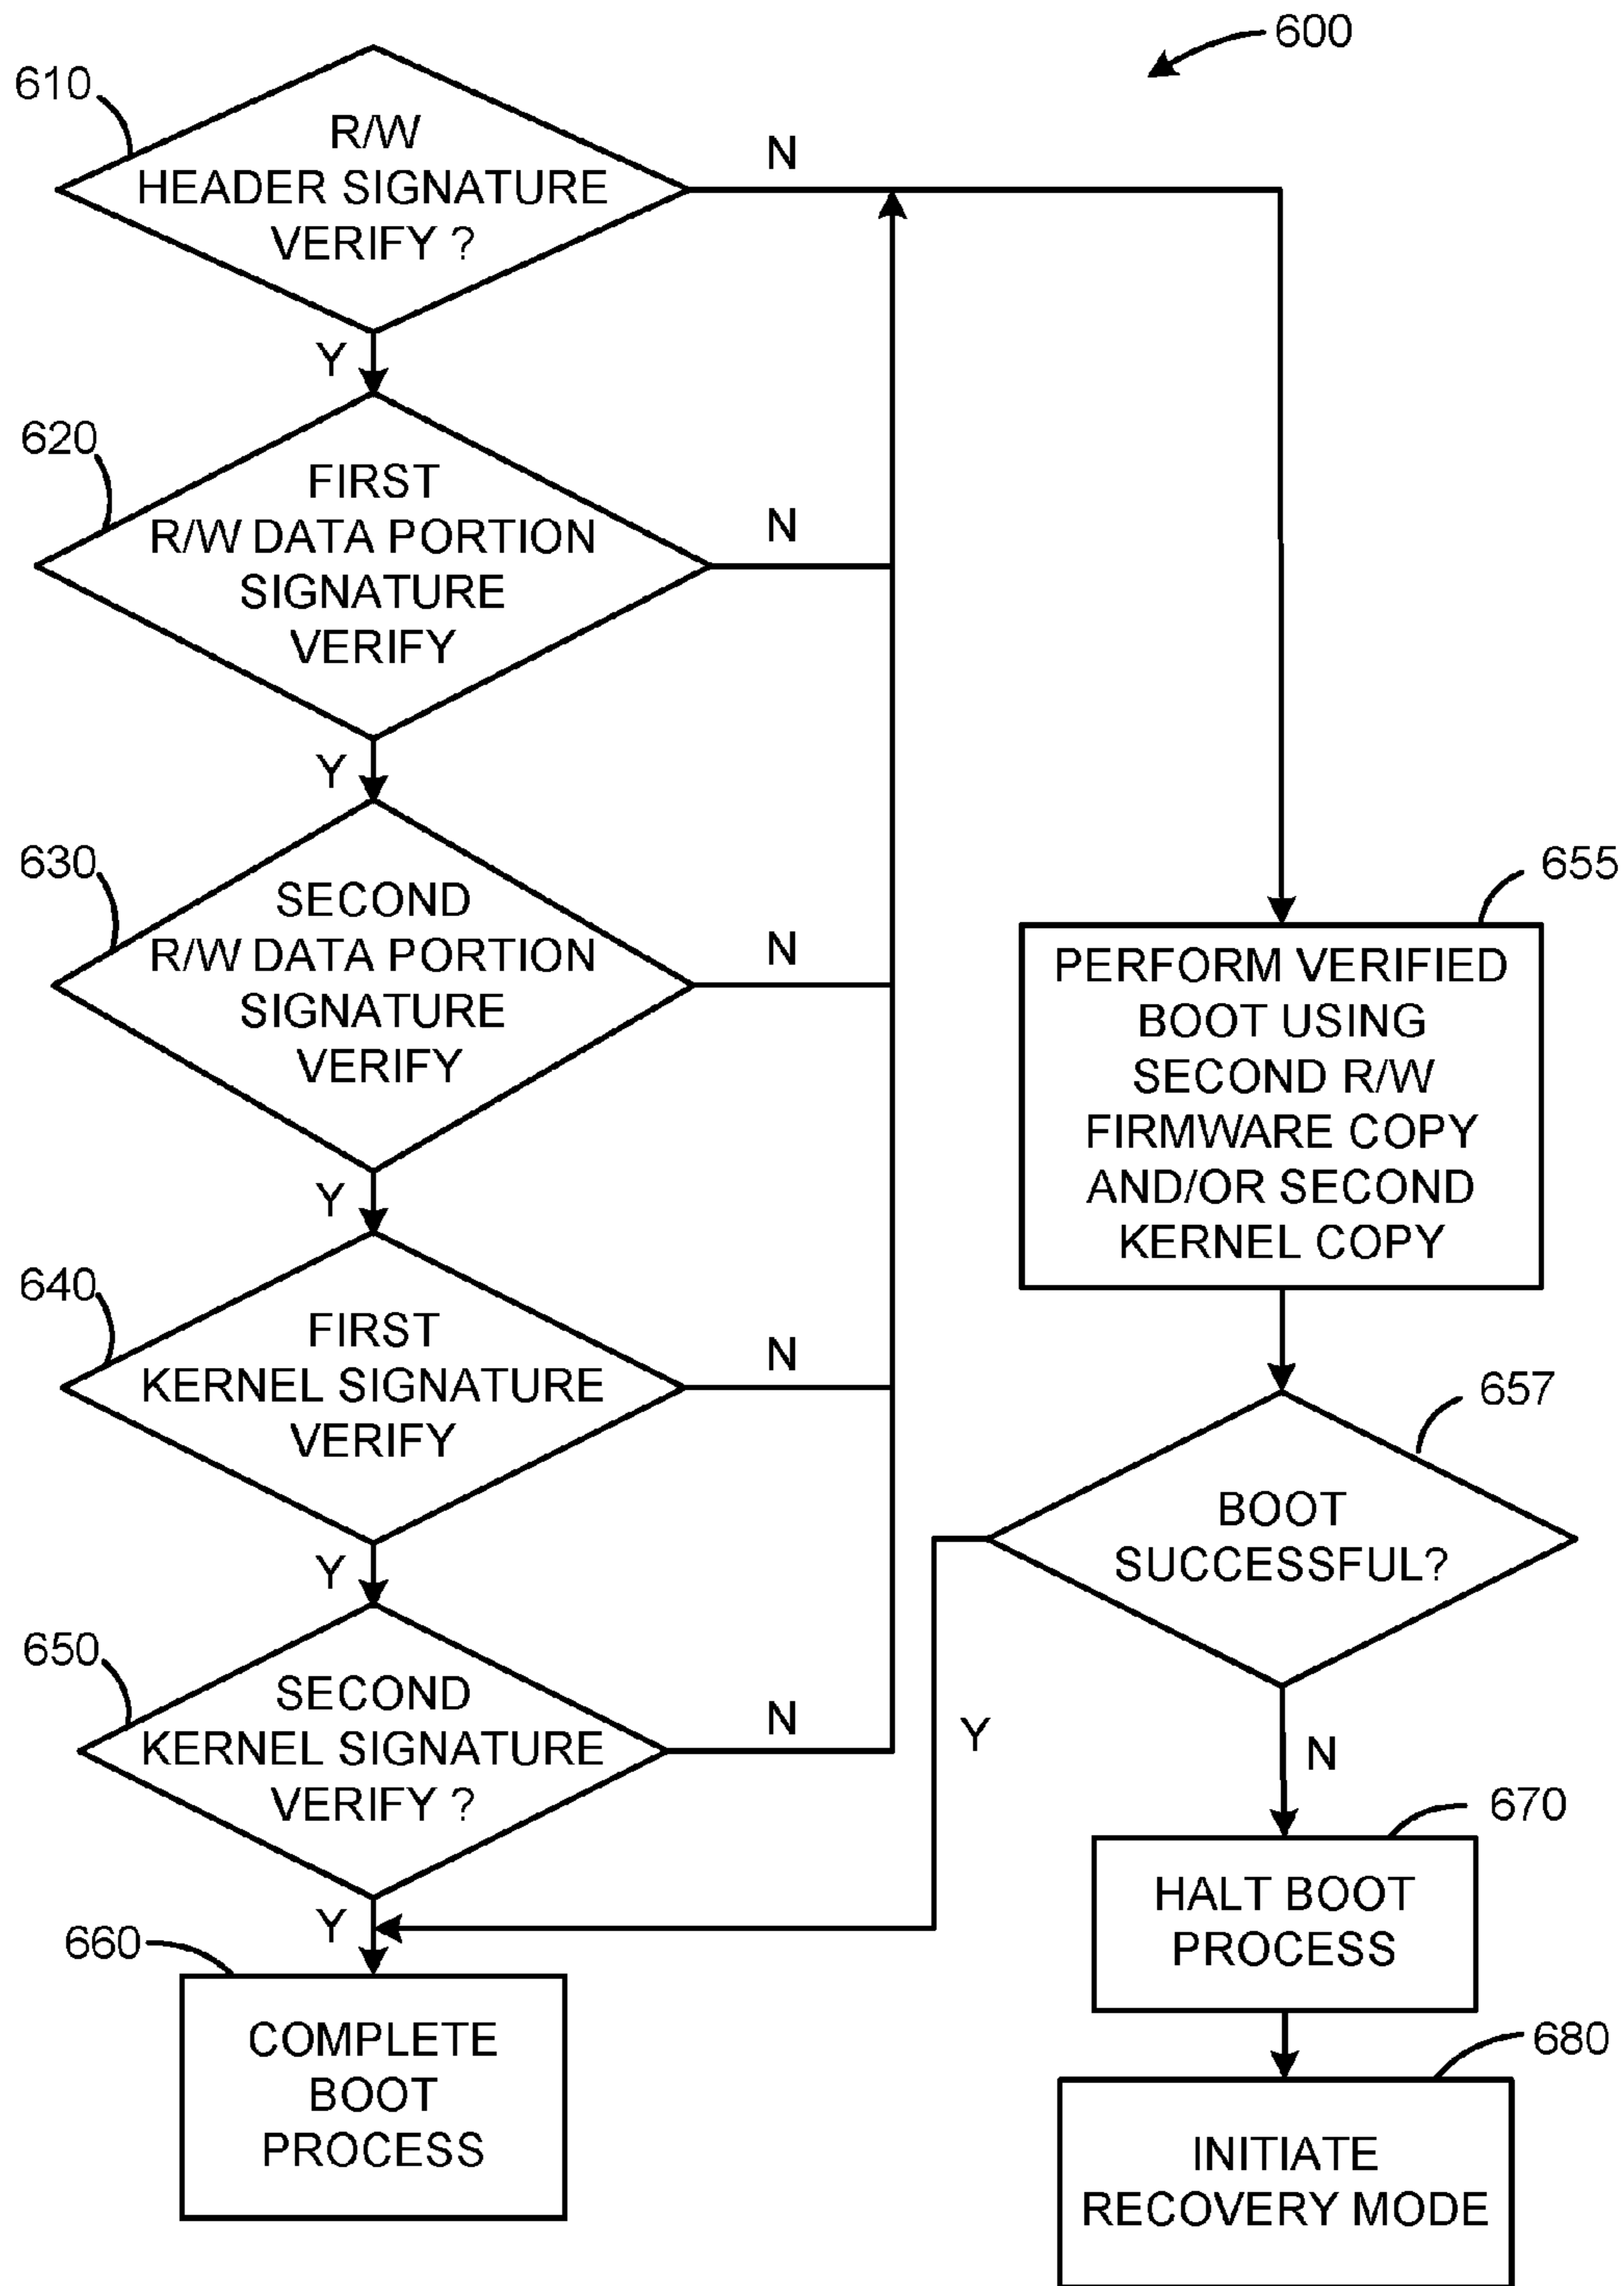 600
610
R/W
HEADER SIGNATURE
VERIFY ?
N
Y
620
FIRST
R/W DATA PORTION
SIGNATURE
VERIFY
N
Y
630
SECOND
R/W DATA PORTION
SIGNATURE
VERIFY
N
Y
640
FIRST
KERNEL SIGNATURE
VERIFY
N
Y
650
SECOND
KERNEL SIGNATURE
VERIFY ?
N
Y
660
COMPLETE
BOOT
PROCESS
655
PERFORM VERIFIED
BOOT USING
SECOND R/W
FIRMWARE COPY
AND/OR SECOND
KERNEL COPY
657
BOOT
SUCCESSFUL?
Y
N
670
HALT BOOT
PROCESS
680
INITIATE
RECOVERY MODE